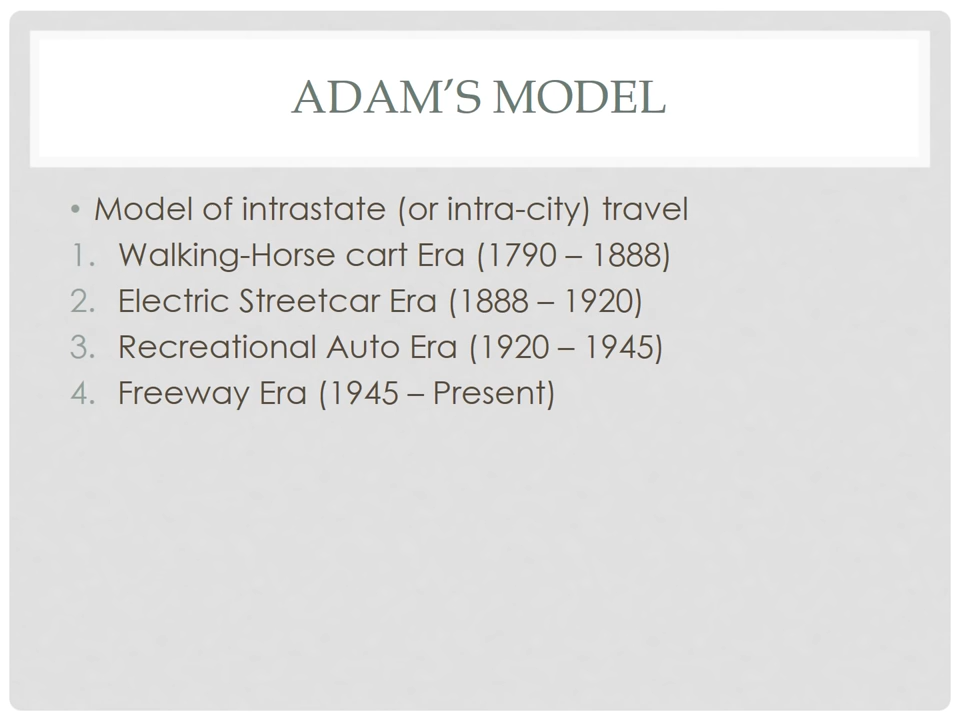 ADAM'S MODEL
• Model of intrastate (or intra-city) travel
1. Walking-Horse cart Era (1790 – 1888)
2. Electric Streetcar Era (1888 – 1920)
3. Recreational Auto Era (1920 – 1945)
4. Freeway Era (1945 – Present)